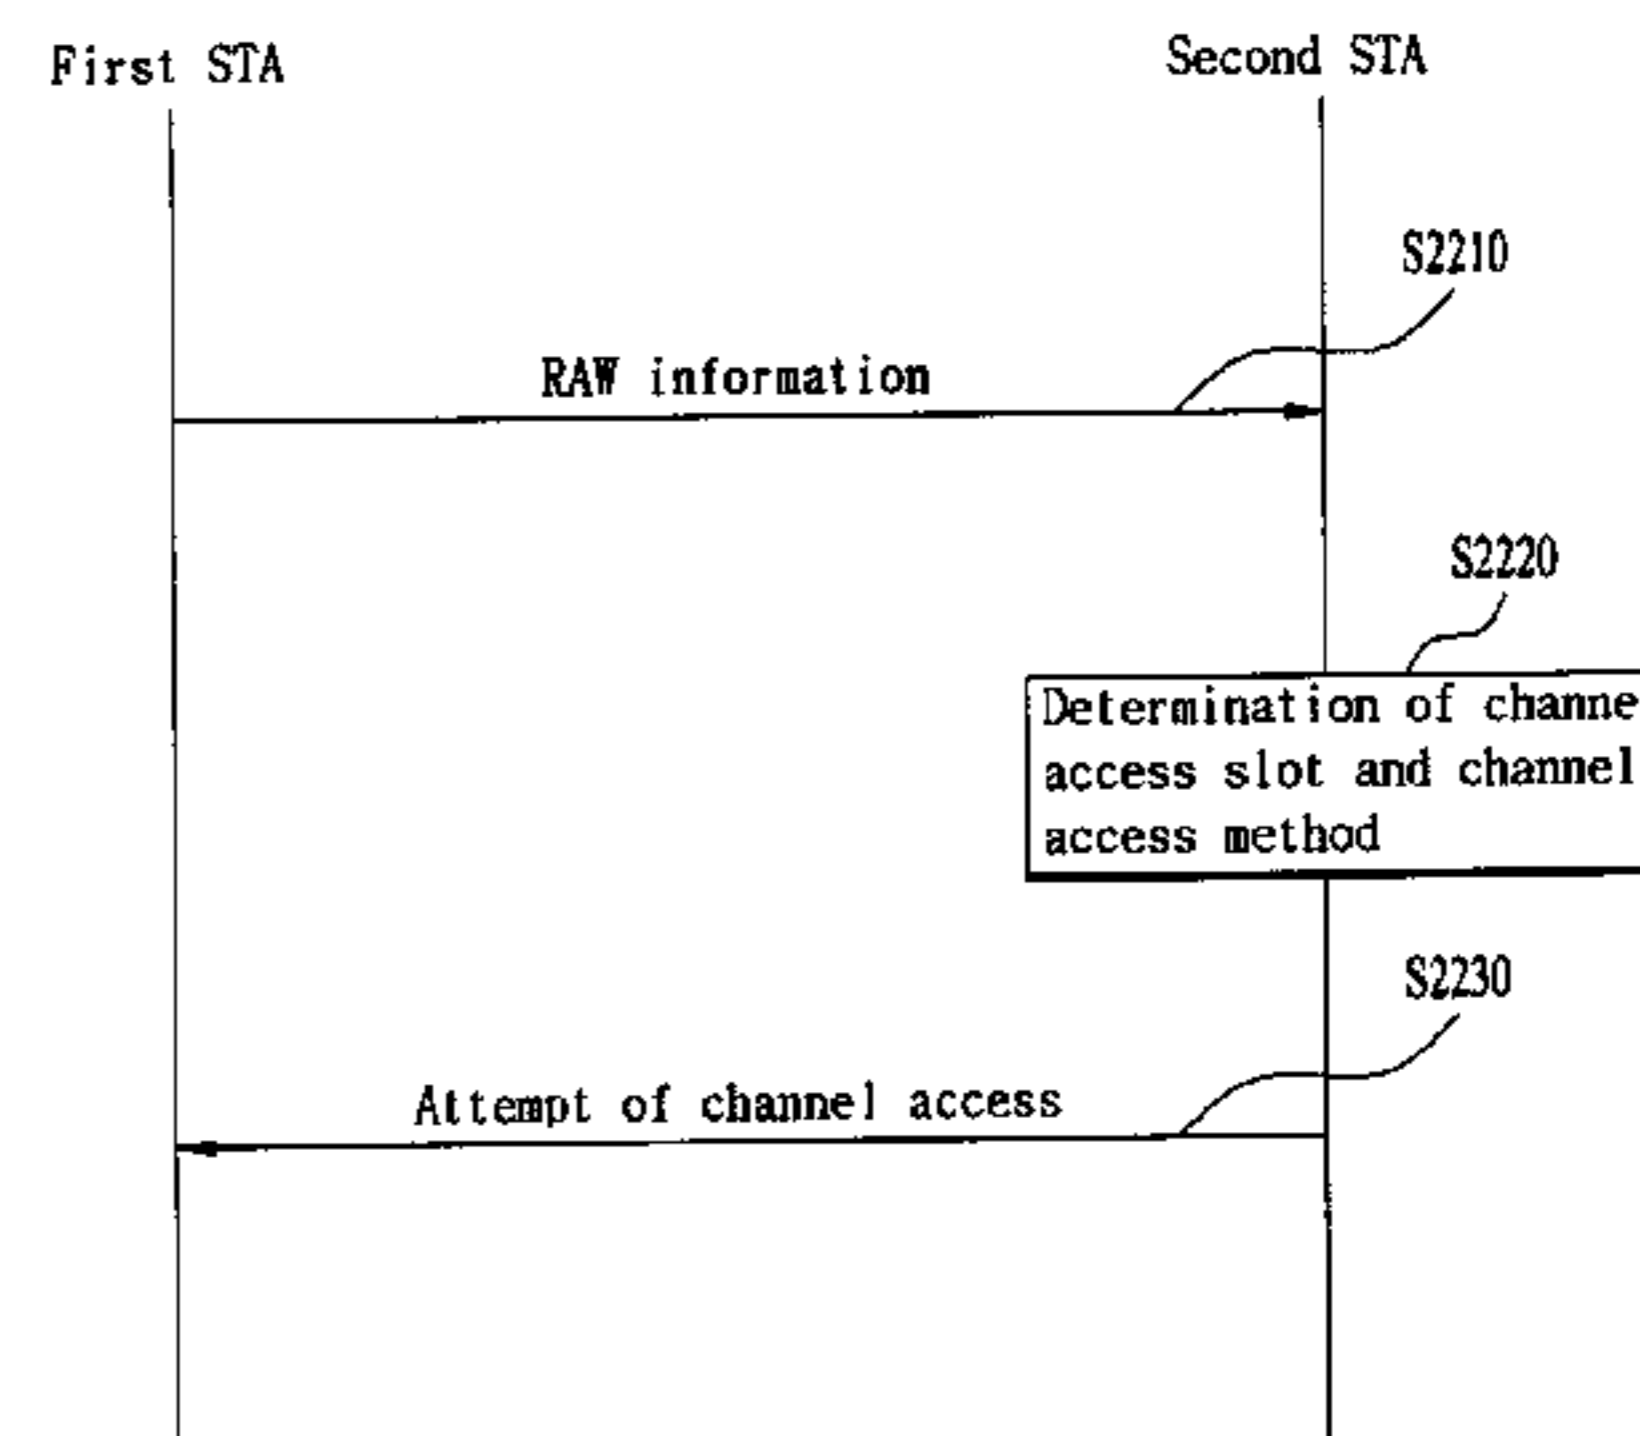 First STA
Second STA
S2210
RAW information
S2220
Determination of channe
access slot and channel
access method
S2230
Attempt of channel access